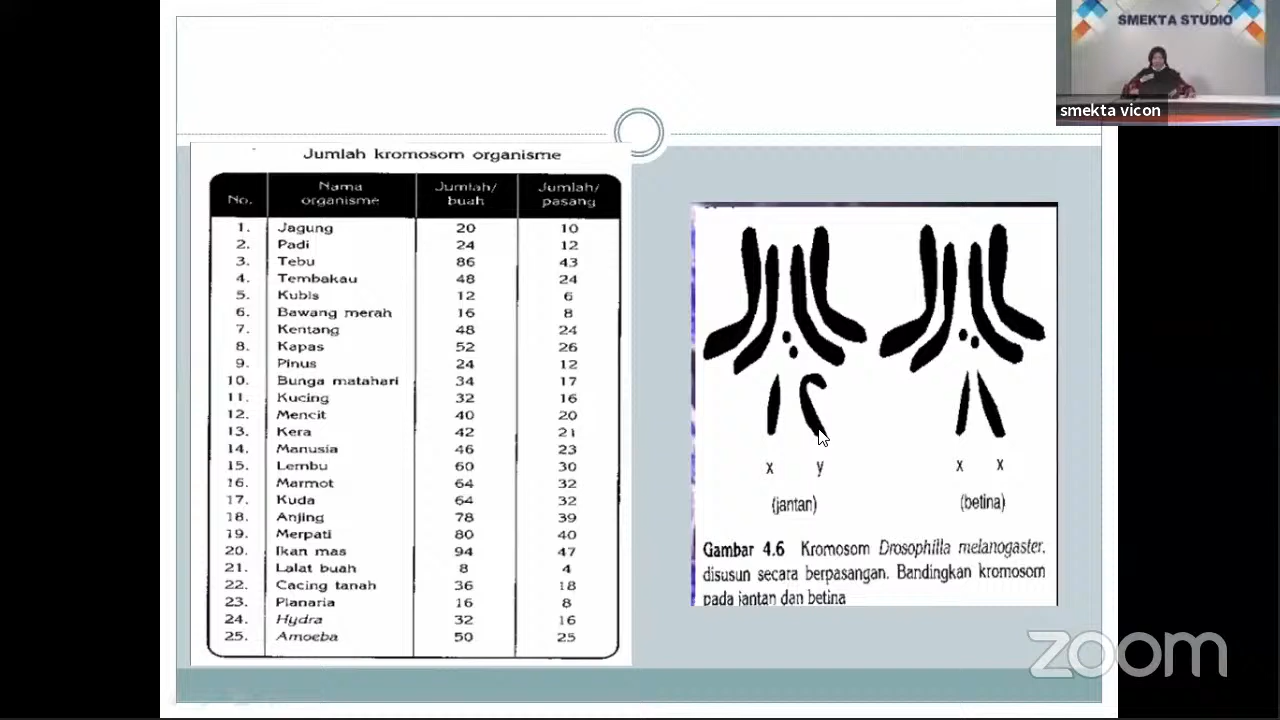 SMEKTA STUDIO
smekta vicon
Jumlah kromosom organisme
No. Nama organisme Jumlah/ buah Jumlah/ pasang
1. Jagung 20 10
2. Padi 24 12
3. Tebu 86 43
4. Tembakau 48 24
5. Kubis 12 6
6. Bawang merah 16 8
7. Kentang 48 24
8. Kapas 52 26
9. Pinus 24 12
10. Bunga matahari 34 17
11. Kucing 32 16
12. Mencit 40 20
13. Kera 42 21
14. Manusia 46 23
15. Lembu 60 30
16. Marmot 64 32
17. Kuda 64 32
18. Anjing 78 39
19. Merpati 80 40
20. Ikan mas 94 47
21. Lalat buah 8 4
22. Cacing tanah 36 18
23. Planaria 16 8
24. Hydra 32 16
25. Amoeba 50 25
x y x x
(jantan) (betina)
Gambar 4.6 Kromosom Drosophilla melanogaster,
disusun secara berpasangan. Bandingkan kromosom
pada jantan dan betina
zoom